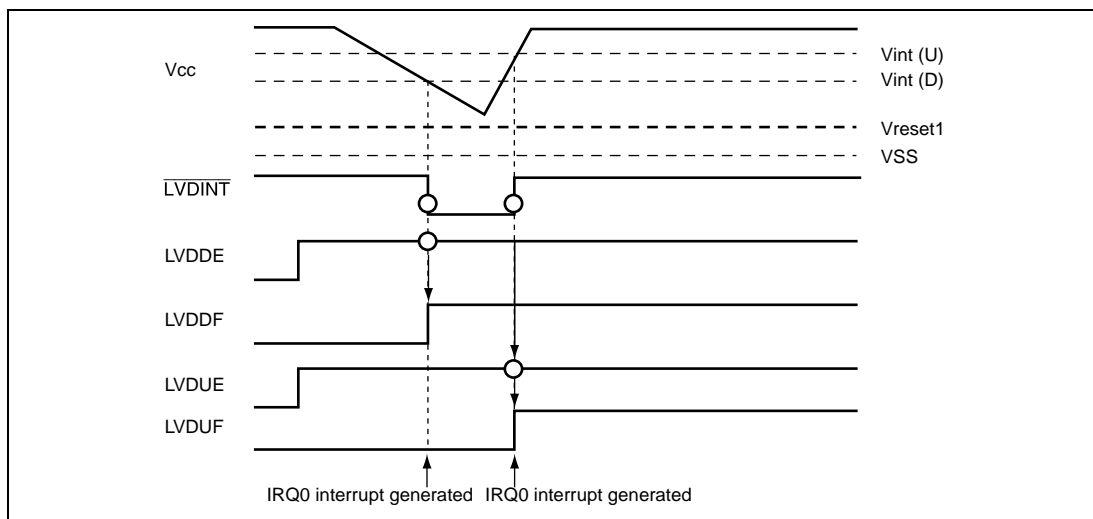 Vcc
Vint (U)
Vint (D)
Vreset1
VSS
LVDINT
LVDDE
LVDDF
LVDUE
LVDUF
IRQ0 interrupt generated IRQ0 interrupt generated